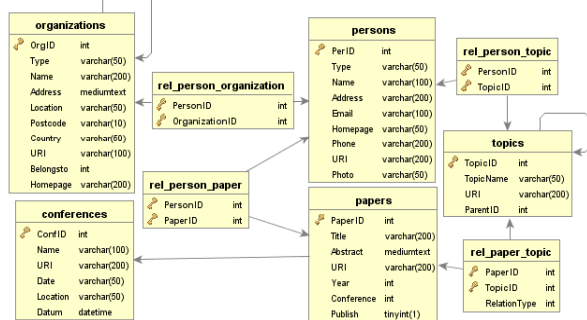 organizations
OrgID int
Type varchar(50)
Name varchar(200)
Address mediumtext
Location varchar(50)
Postcode varchar(10)
Country varchar(50)
URI varchar(100)
Belongsto int
Homepage varchar(200)
rel_person_organization
PersonID int
OrganizationID int
persons
PerID int
Type varchar(50)
Name varchar(100)
Address varchar(200)
Email varchar(100)
Homepage varchar(50)
Phone varchar(200)
URI varchar(200)
Photo varchar(50)
rel_person_topic
PersonID int
TopicID int
topics
TopicID int
TopicName varchar(50)
URI varchar(200)
ParentID int
rel_person_paper
PersonID int
PaperID int
conferences
ConfID int
Name varchar(100)
URI varchar(200)
Date varchar(50)
Location varchar(50)
Datum datetime
papers
PaperID int
Title varchar(200)
Abstract mediumtext
URI varchar(200)
Year int
Conference int
Publish tinyint(1)
rel_paper_topic
PaperID int
TopicID int
RelationType int